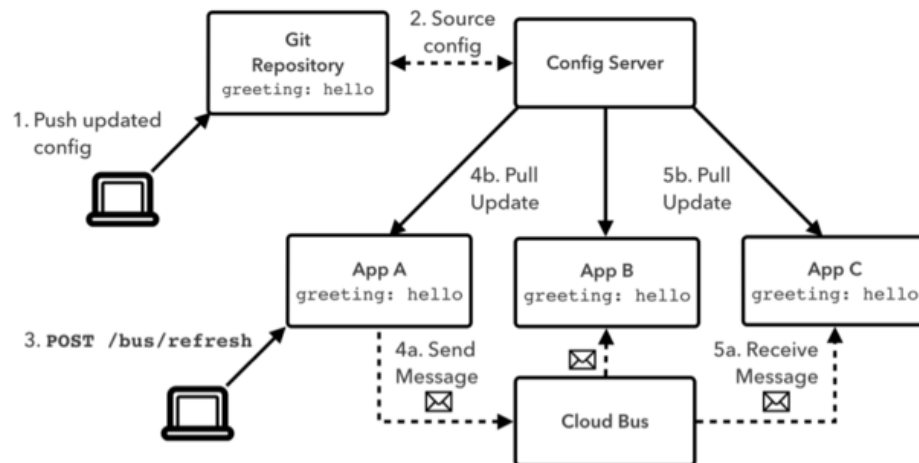 2. Source
config
Git
Repository
greeting: hello
Config Server
1. Push updated
config
4b. Pull
Update
5b. Pull
Update
App A
greeting: hello
App B
greeting: hello
App C
greeting: hello
3. POST /bus/refresh
4a. Send
Message
5a. Receive
Message
Cloud Bus